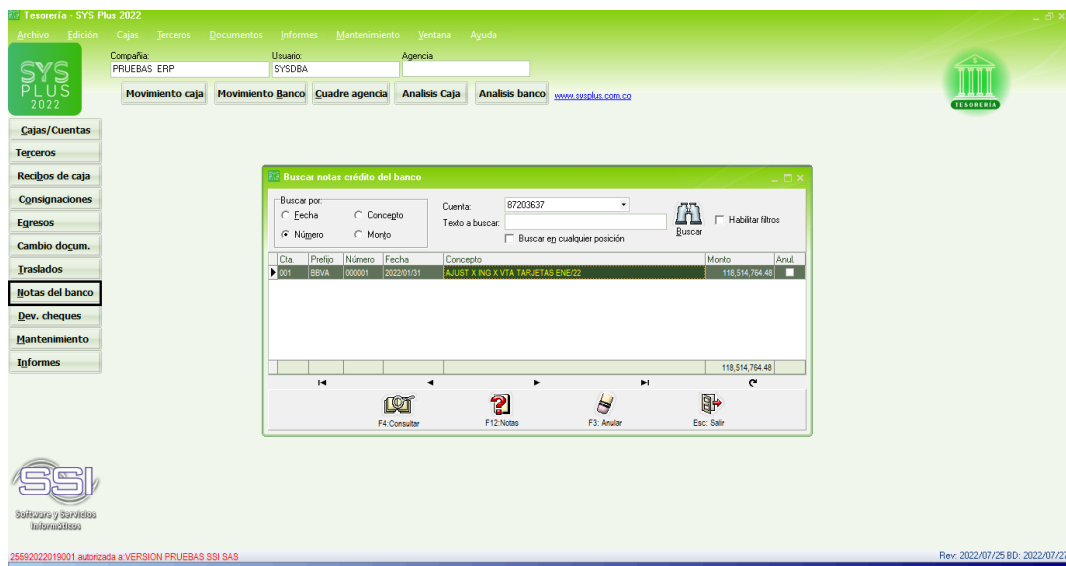 Tesorería - SYS Plus 2022
Archivo Edición Cajas Terceros Documentos Informes Mantenimiento Ventana Ayuda
SYS
PLUS
2022
Compañia: Usuario: Agencia
PRUEBAS ERP SYSDBA
Movimiento caja Movimiento Banco Cuadre agencia Analisis Caja Analisis banco www.sysplus.com.co
TESORERÍA
Cajas/Cuentas
Terceros
Recibos de caja
Consignaciones
Egresos
Cambio docum.
Traslados
Notas del banco
Dev. cheques
Mantenimiento
Informes
Buscar notas crédito del banco
Buscar por:
Fecha Concepto
Número Monto
Cuenta: 87203637
Texto a buscar:
Buscar en cualquier posición
Buscar
Habilitar filtros
Cta. Prefijo Número Fecha Concepto Monto Anul.
001 BBVA 000001 2022/01/31 AJUST X ING X VTA TARJETAS ENE/22 118,514,764.48
118,514,764.48
F4:Consultar F12:Notas F3: Anular Esc: Salir
SSI
Software y Servicios
Informáticos
25592022019001 autorizada a:VERSION PRUEBAS SSI SAS
Rev: 2022/07/25 BD: 2022/07/27